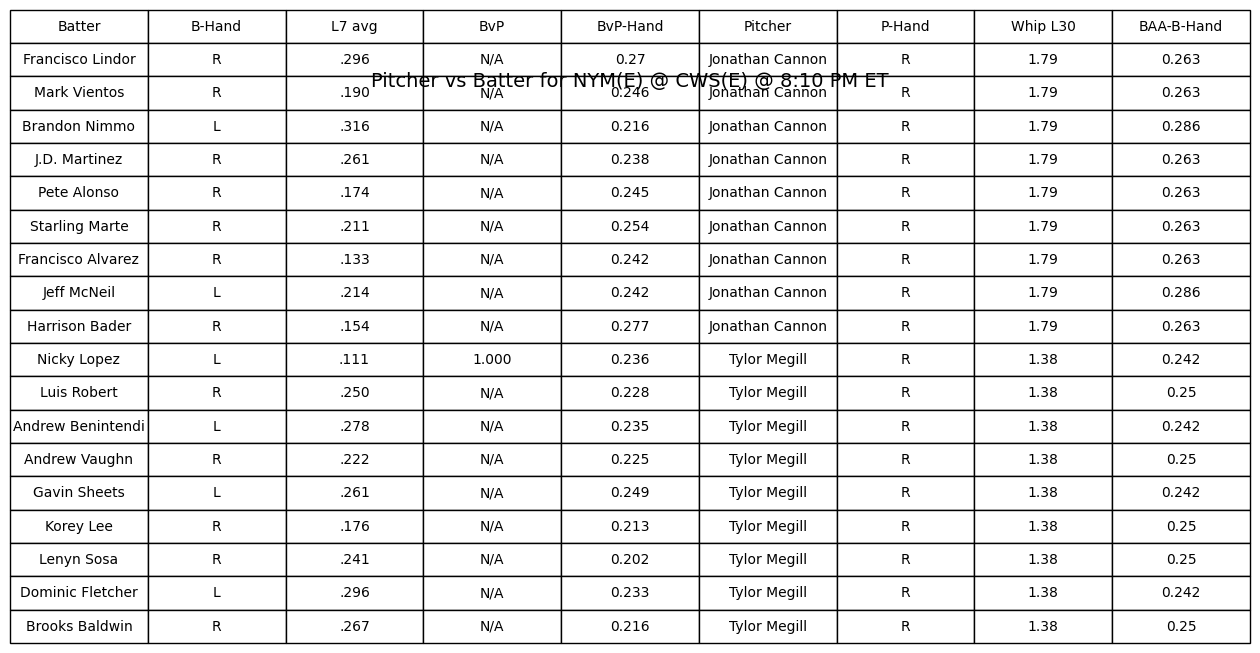 Batter B-Hand L7 avg BvP BvP-Hand Pitcher P-Hand Whip L30 BAA-B-Hand
Francisco Lindor R .296 N/A 0.27 Jonathan Cannon R 1.79 0.263
Pitcher vs Batter for NYM(E) @ CWS(E) @ 8:10 PM ET
Mark Vientos R .190 N/A 0.246 Jonathan Cannon R 1.79 0.263
Brandon Nimmo L .316 N/A 0.216 Jonathan Cannon R 1.79 0.286
J.D. Martinez R .261 N/A 0.238 Jonathan Cannon R 1.79 0.263
Pete Alonso R .174 N/A 0.245 Jonathan Cannon R 1.79 0.263
Starling Marte R .211 N/A 0.254 Jonathan Cannon R 1.79 0.263
Francisco Alvarez R .133 N/A 0.242 Jonathan Cannon R 1.79 0.263
Jeff McNeil L .214 N/A 0.242 Jonathan Cannon R 1.79 0.286
Harrison Bader R .154 N/A 0.277 Jonathan Cannon R 1.79 0.263
Nicky Lopez L .111 1.000 0.236 Tylor Megill R 1.38 0.242
Luis Robert R .250 N/A 0.228 Tylor Megill R 1.38 0.25
Andrew Benintendi L .278 N/A 0.235 Tylor Megill R 1.38 0.242
Andrew Vaughn R .222 N/A 0.225 Tylor Megill R 1.38 0.25
Gavin Sheets L .261 N/A 0.249 Tylor Megill R 1.38 0.242
Korey Lee R .176 N/A 0.213 Tylor Megill R 1.38 0.25
Lenyn Sosa R .241 N/A 0.202 Tylor Megill R 1.38 0.25
Dominic Fletcher L .296 N/A 0.233 Tylor Megill R 1.38 0.242
Brooks Baldwin R .267 N/A 0.216 Tylor Megill R 1.38 0.25